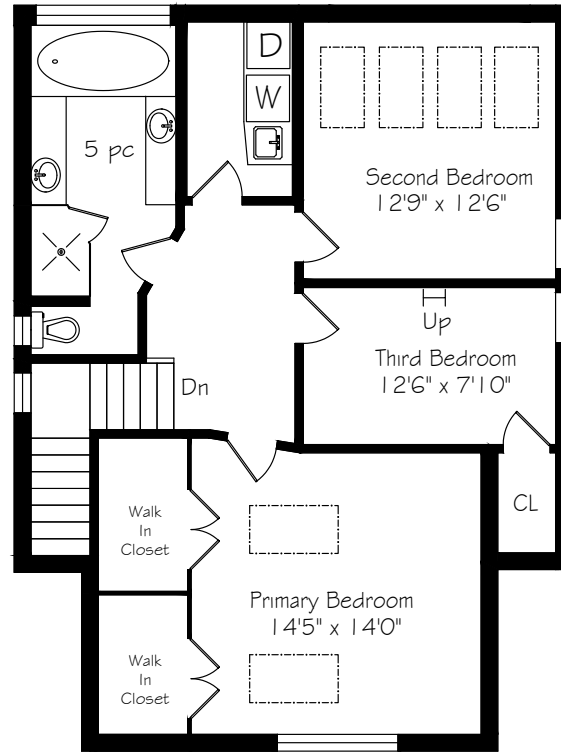 D
W
5 pc
Second Bedroom
12'9" x 12'6"
Up
Third Bedroom
12'6" x 7'10"
Dn
CL
Walk
In
Closet
Primary Bedroom
14'5" x 14'0"
Walk
In
Closet